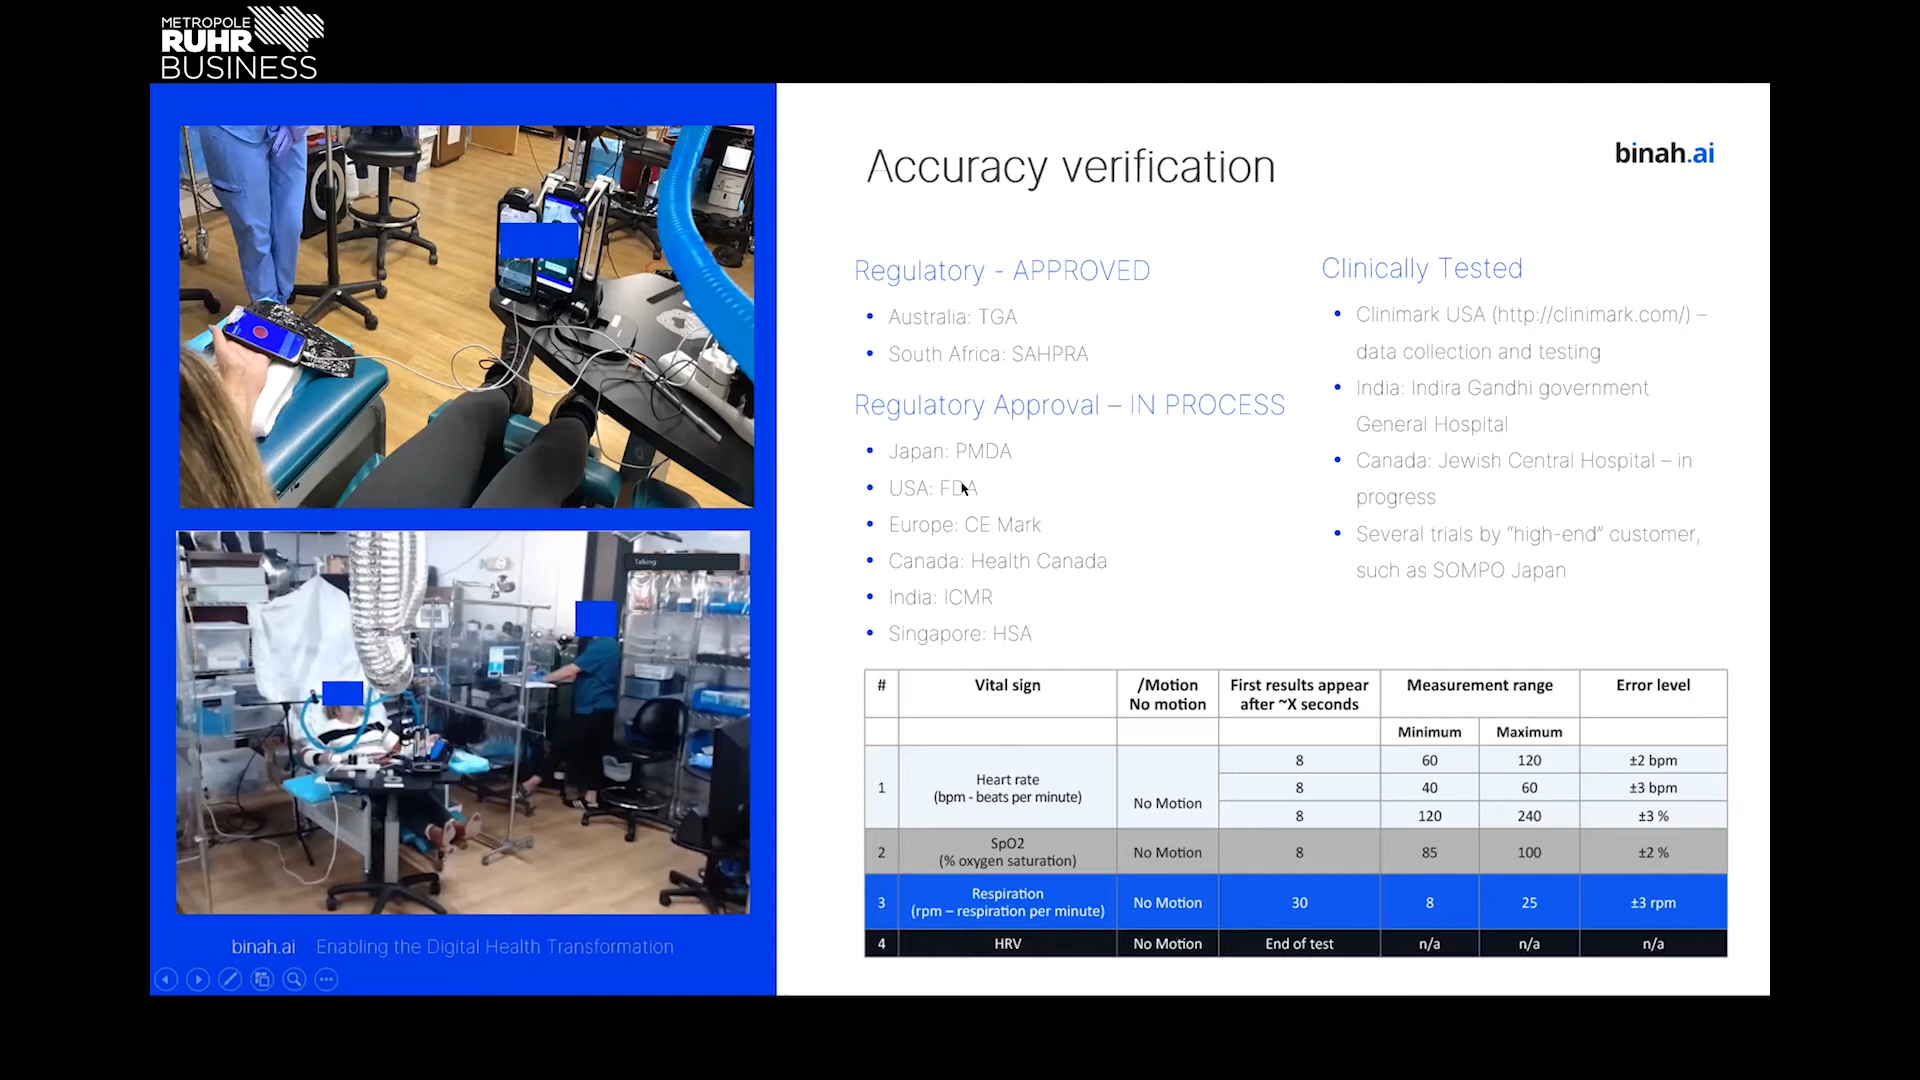 METROPOLE
RUHR
BUSINESS
Accuracy verification
binah.ai
Regulatory - APPROVED
• Australia: TGA
• South Africa: SAHPRA
Regulatory Approval – IN PROCESS
• Japan: PMDA
• USA: FDA
• Europe: CE Mark
• Canada: Health Canada
• India: ICMR
• Singapore: HSA
Clinically Tested
• Clinimark USA (http://clinimark.com/) –
data collection and testing
• India: Indira Gandhi government
General Hospital
• Canada: Jewish Central Hospital – in
progress
• Several trials by “high-end” customer,
such as SOMPO Japan
# Vital sign /Motion No motion First results appear after ~X seconds Measurement range Error level
Minimum Maximum
1 Heart rate (bpm - beats per minute) No Motion 8 60 120 ±2 bpm
8 40 60 ±3 bpm
8 120 240 ±3 %
2 SpO2 (% oxygen saturation) No Motion 8 85 100 ±2 %
3 Respiration (rpm – respiration per minute) No Motion 30 8 25 ±3 rpm
4 HRV No Motion End of test n/a n/a n/a
Talking
binah.ai Enabling the Digital Health Transformation